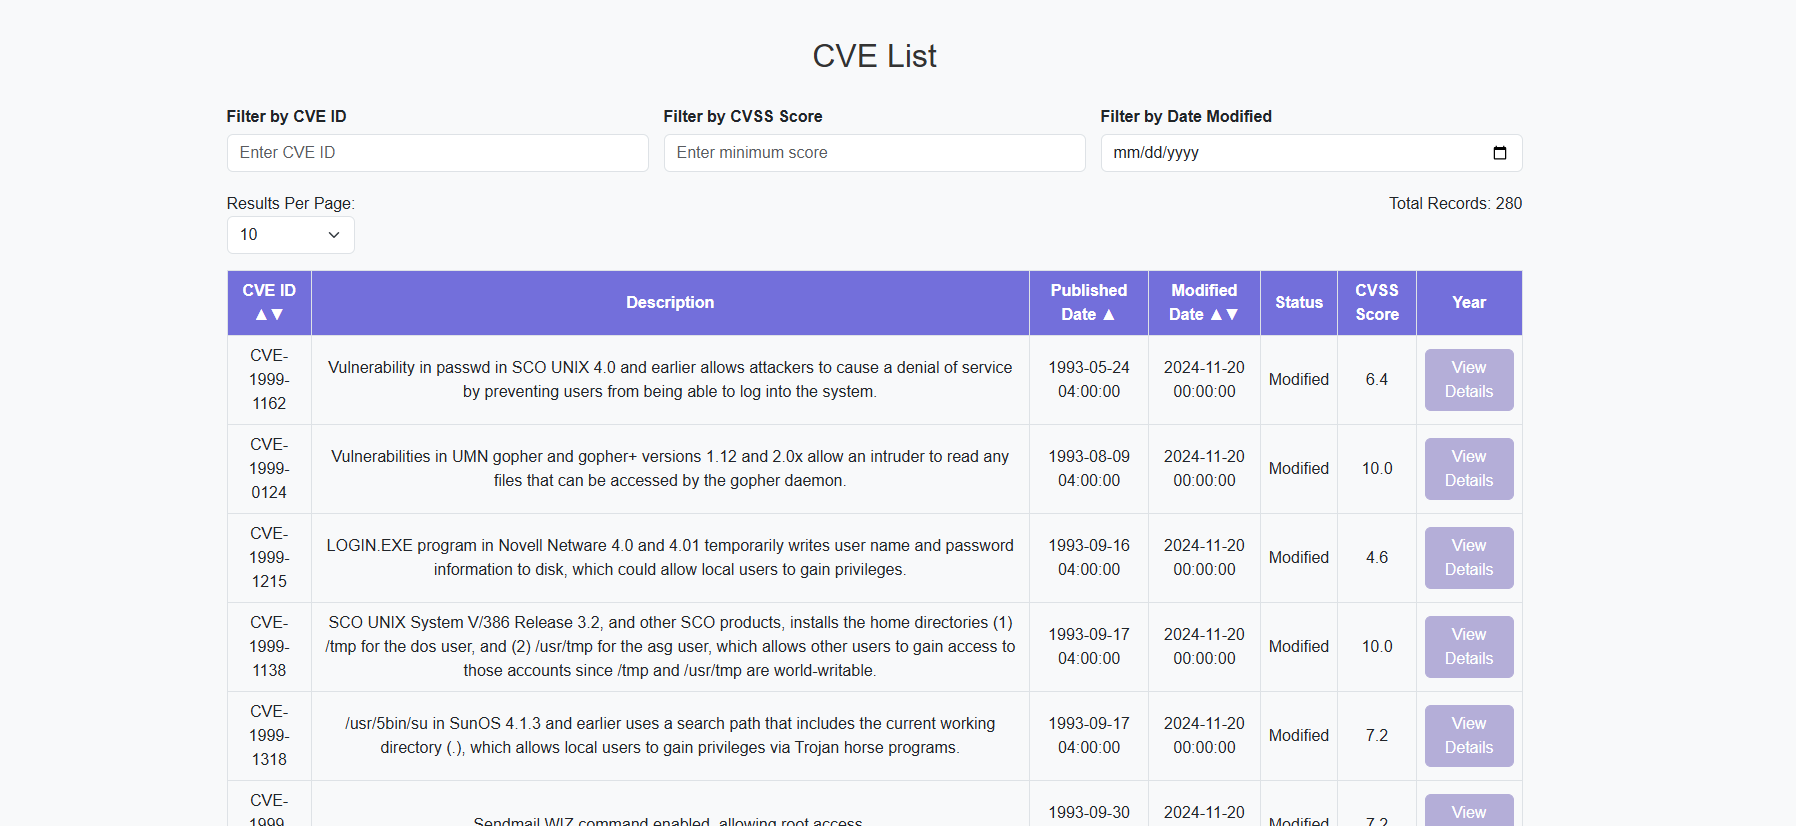 CVE List
Filter by CVE ID
Filter by CVSS Score
Filter by Date Modified
Enter CVE ID
Enter minimum score
mm/dd/yyyy
Results Per Page:
Total Records: 280
10
CVE ID
▲▼
Description
Published
Date ▲
Modified
Date ▲▼
Status
CVSS
Score
Year
CVE-
1999-
1162
Vulnerability in passwd in SCO UNIX 4.0 and earlier allows attackers to cause a denial of service
by preventing users from being able to log into the system.
1993-05-24
04:00:00
2024-11-20
00:00:00
Modified
6.4
View
Details
CVE-
1999-
0124
Vulnerabilities in UMN gopher and gopher+ versions 1.12 and 2.0x allow an intruder to read any
files that can be accessed by the gopher daemon.
1993-08-09
04:00:00
2024-11-20
00:00:00
Modified
10.0
View
Details
CVE-
1999-
1215
LOGIN.EXE program in Novell Netware 4.0 and 4.01 temporarily writes user name and password
information to disk, which could allow local users to gain privileges.
1993-09-16
04:00:00
2024-11-20
00:00:00
Modified
4.6
View
Details
CVE-
1999-
1138
SCO UNIX System V/386 Release 3.2, and other SCO products, installs the home directories (1)
/tmp for the dos user, and (2) /usr/tmp for the asg user, which allows other users to gain access to
those accounts since /tmp and /usr/tmp are world-writable.
1993-09-17
04:00:00
2024-11-20
00:00:00
Modified
10.0
View
Details
CVE-
1999-
1318
/usr/5bin/su in SunOS 4.1.3 and earlier uses a search path that includes the current working
directory (.), which allows local users to gain privileges via Trojan horse programs.
1993-09-17
04:00:00
2024-11-20
00:00:00
Modified
7.2
View
Details
CVE-
1999-
Sendmail WIZ command enabled, allowing root access.
1993-09-30
2024-11-20
Modified
7.2
View